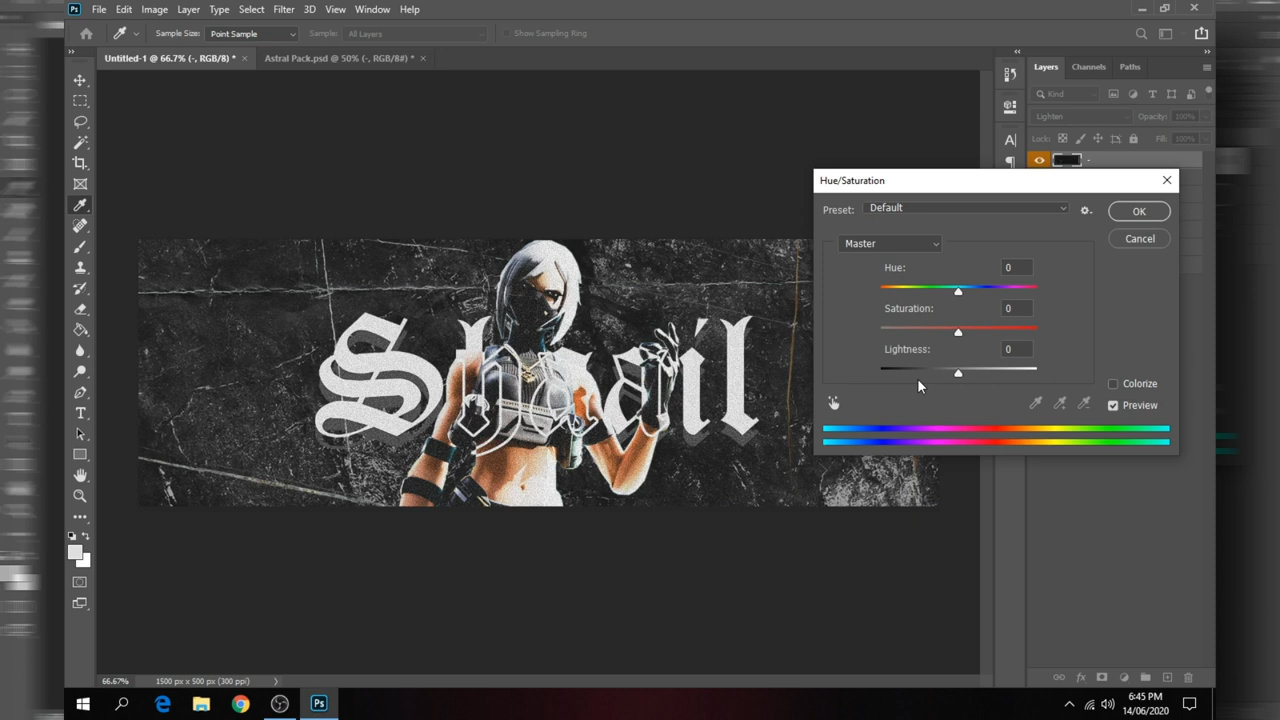 Ps File Edit Image Layer Type Select Filter 3D View Window Help
Sample Size: Point Sample Sample: All Layers Show Sampling Ring
Untitled-1 @ 66.7% (-, RGB/8) * × Astral Pack.psd @ 50% (-, RGB/8#) * ×
Layers Channels Paths
Kind
Lighten Opacity: 100%
Lock: Fill: 100%
-
Hue/Saturation
Preset: Default OK
Master Cancel
Hue: 0
Saturation: 0
Lightness: 0
Colorize
Preview
66.67% 1500 px x 500 px (300 ppi)
Ps
6:45 PM
14/06/2020